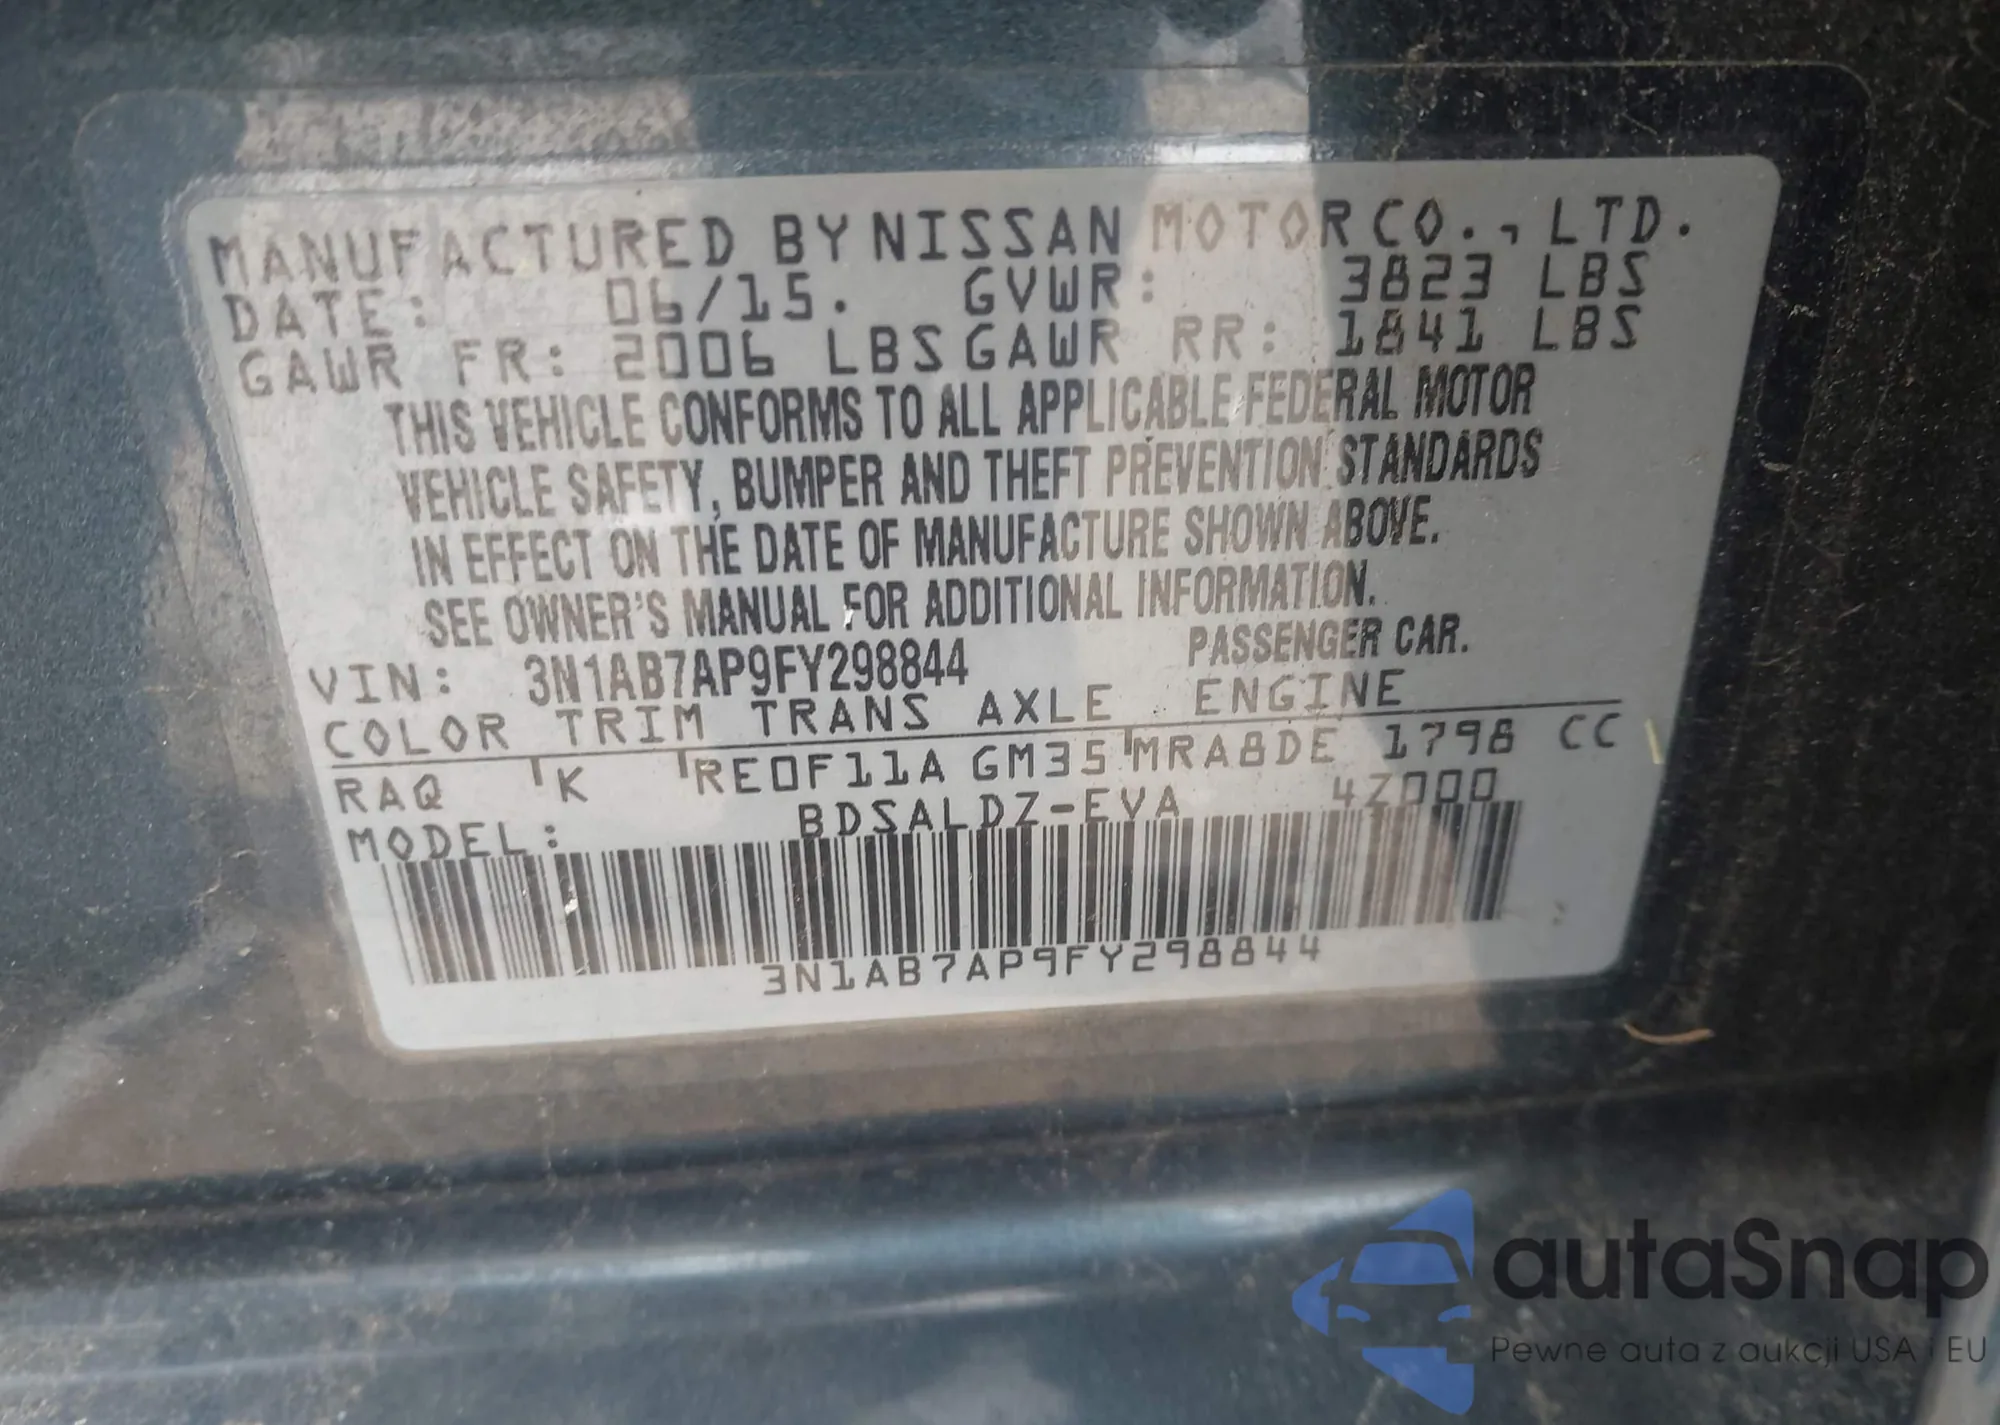 MANUFACTURED BY NISSAN MOTOR CO., LTD.
DATE: 06/15. GVWR: 3823 LBS
GAWR FR: 2006 LBS GAWR RR: 1841 LBS
THIS VEHICLE CONFORMS TO ALL APPLICABLE FEDERAL MOTOR
VEHICLE SAFETY, BUMPER AND THEFT PREVENTION STANDARDS
IN EFFECT ON THE DATE OF MANUFACTURE SHOWN ABOVE.
SEE OWNER'S MANUAL FOR ADDITIONAL INFORMATION.
VIN: 3N1AB7AP9FY298844 PASSENGER CAR.
COLOR TRIM TRANS AXLE ENGINE
RAQ K RE0F11A GM35 MRA8DE 1798 CC
MODEL: BDSALDZ-EVA 4Z000
3N1AB7AP9FY298844
autaSnap
Pewne auta z aukcji USA i EU